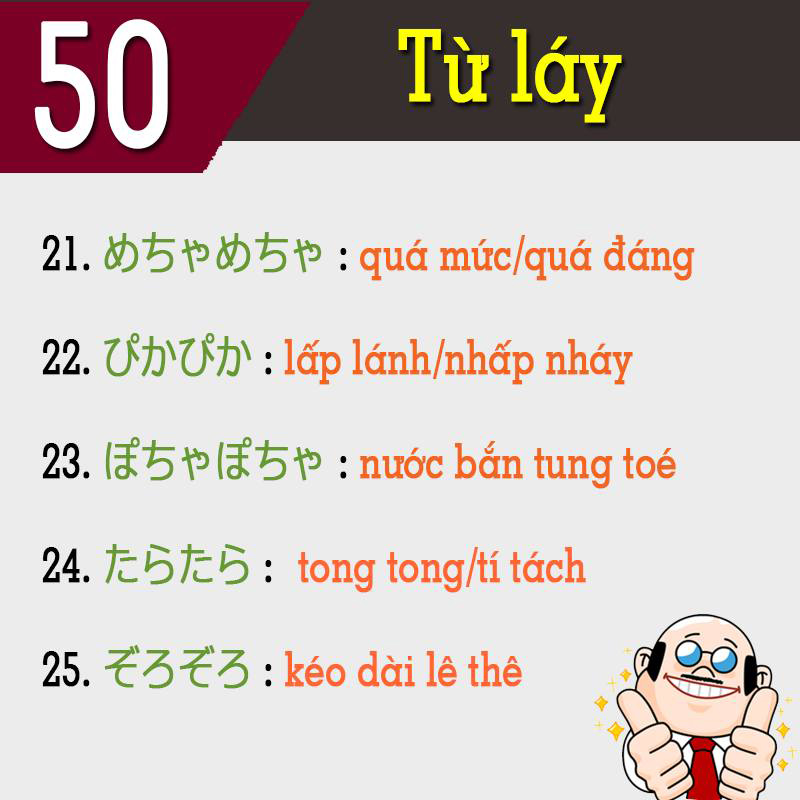 50
Từ láy
21. めちゃめちゃ : quá mức/quá đáng
22. ぴかぴか : lấp lánh/nhấp nháy
23. ぽちゃぽちゃ : nước bắn tung toé
24. たらたら : tong tong/tí tách
25. ぞろぞろ : kéo dài lê thê